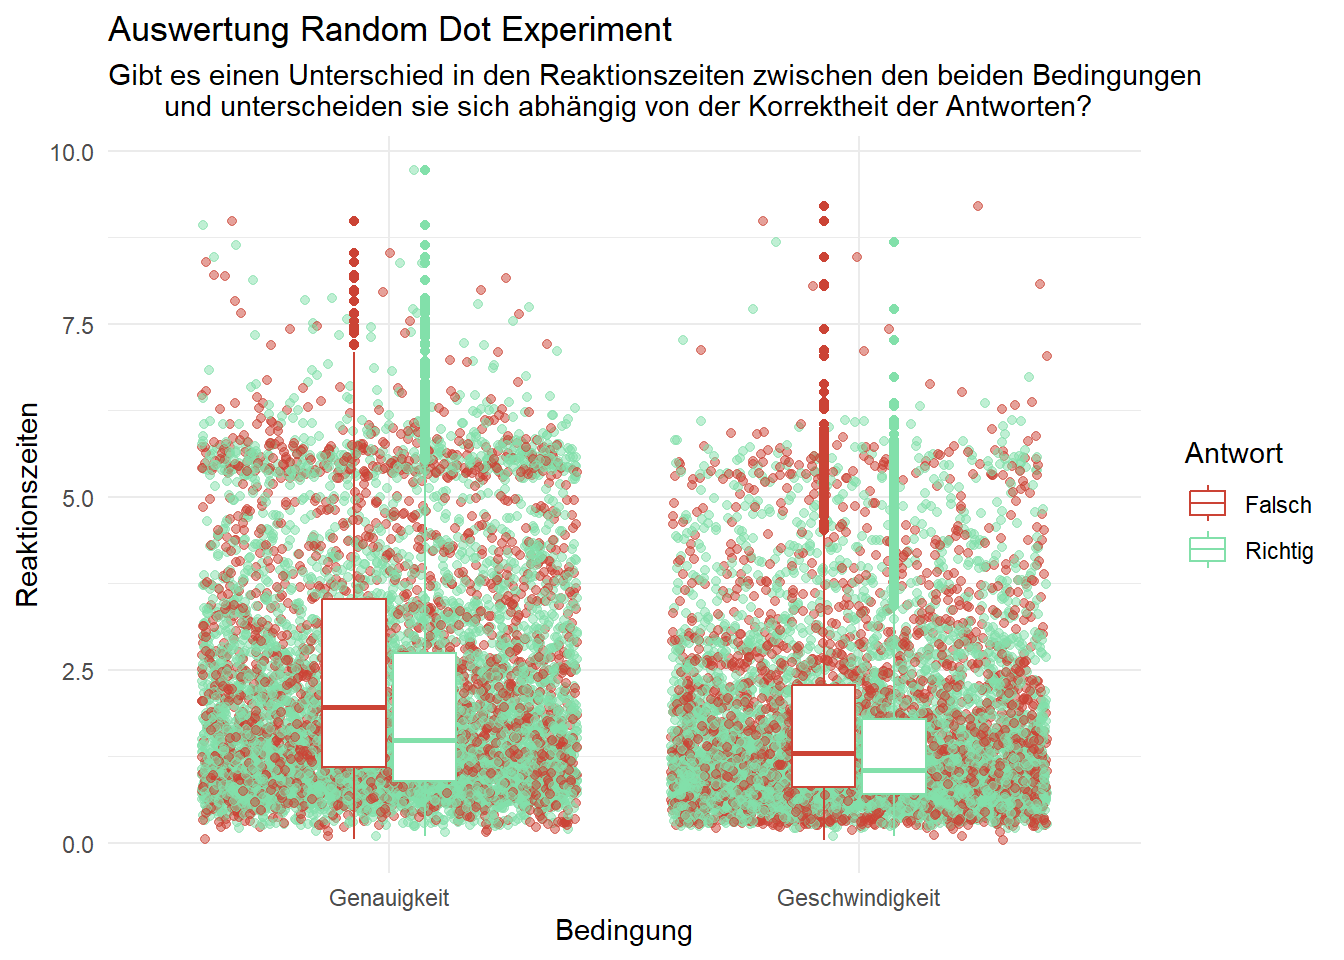 Auswertung Random Dot Experiment
Gibt es einen Unterschied in den Reaktionszeiten zwischen den beiden Bedingungen
und unterscheiden sie sich abhängig von der Korrektheit der Antworten?
10.0
7.5
5.0
2.5
0.0
Reaktionszeiten
Genauigkeit
Geschwindigkeit
Bedingung
Antwort
Falsch
Richtig